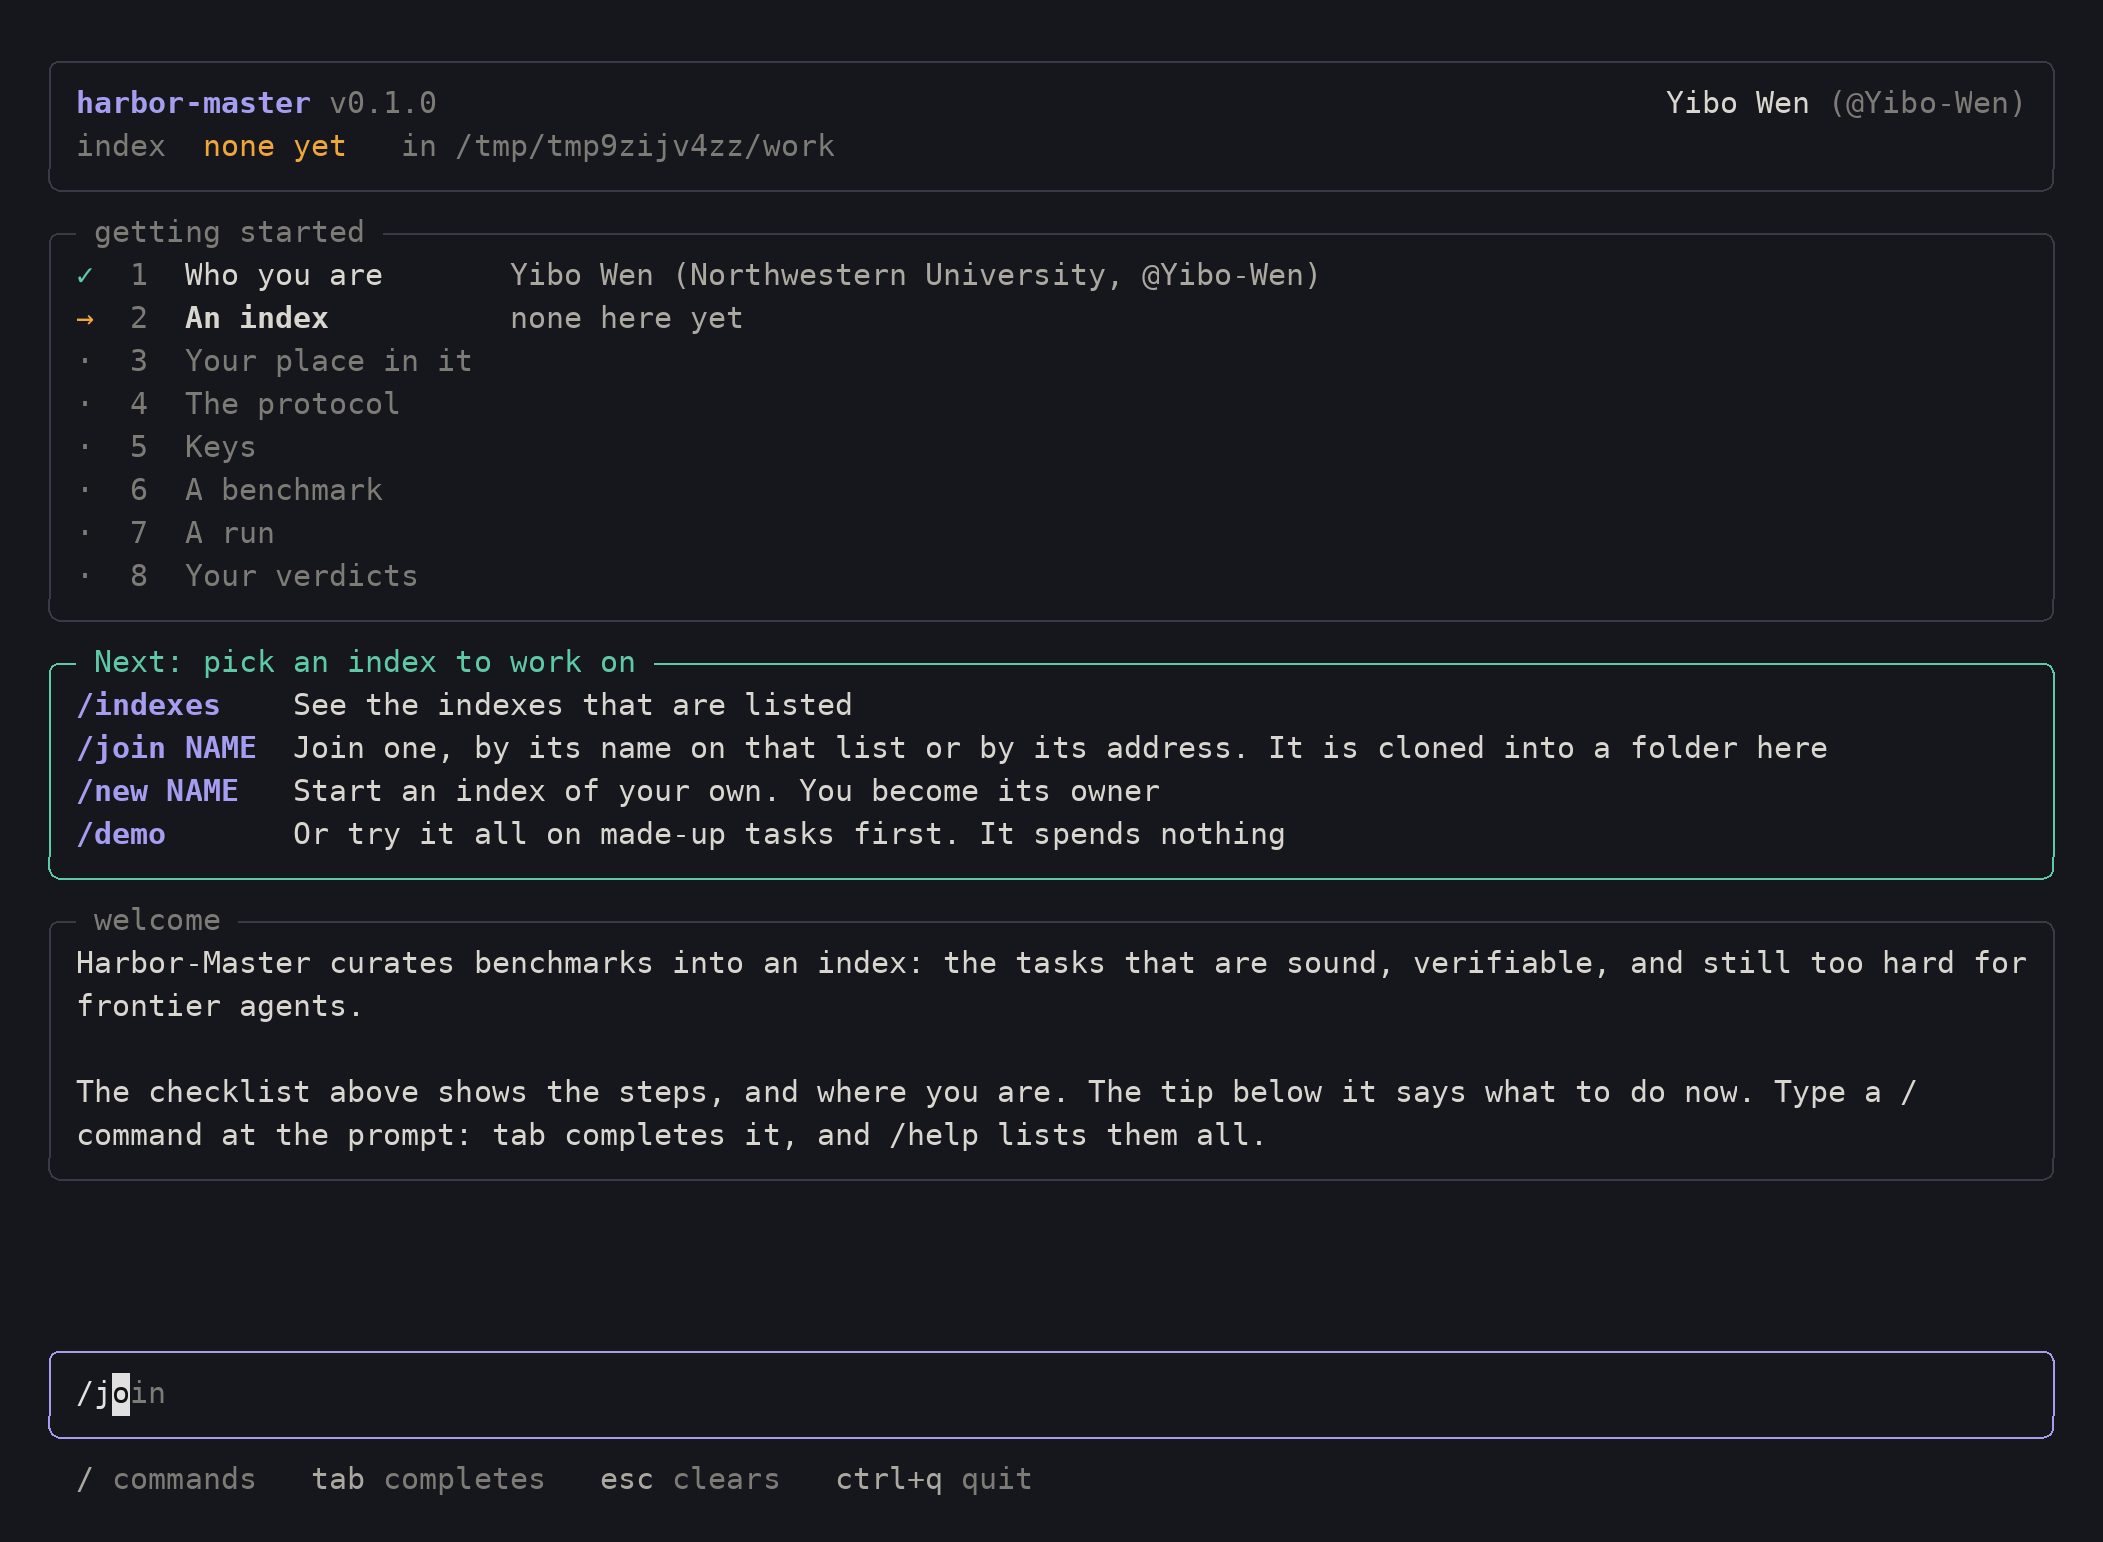 harbor-master v0.1.0 Yibo Wen (@Yibo-Wen)
index none yet in /tmp/tmp9zijv4zz/work
getting started
✓ 1 Who you are Yibo Wen (Northwestern University, @Yibo-Wen)
→ 2 An index none here yet
· 3 Your place in it
· 4 The protocol
· 5 Keys
· 6 A benchmark
· 7 A run
· 8 Your verdicts
Next: pick an index to work on
/indexes See the indexes that are listed
/join NAME Join one, by its name on that list or by its address. It is cloned into a folder here
/new NAME Start an index of your own. You become its owner
/demo Or try it all on made-up tasks first. It spends nothing
welcome
Harbor-Master curates benchmarks into an index: the tasks that are sound, verifiable, and still too hard for
frontier agents.
The checklist above shows the steps, and where you are. The tip below it says what to do now. Type a /
command at the prompt: tab completes it, and /help lists them all.
/join
/ commands tab completes esc clears ctrl+q quit